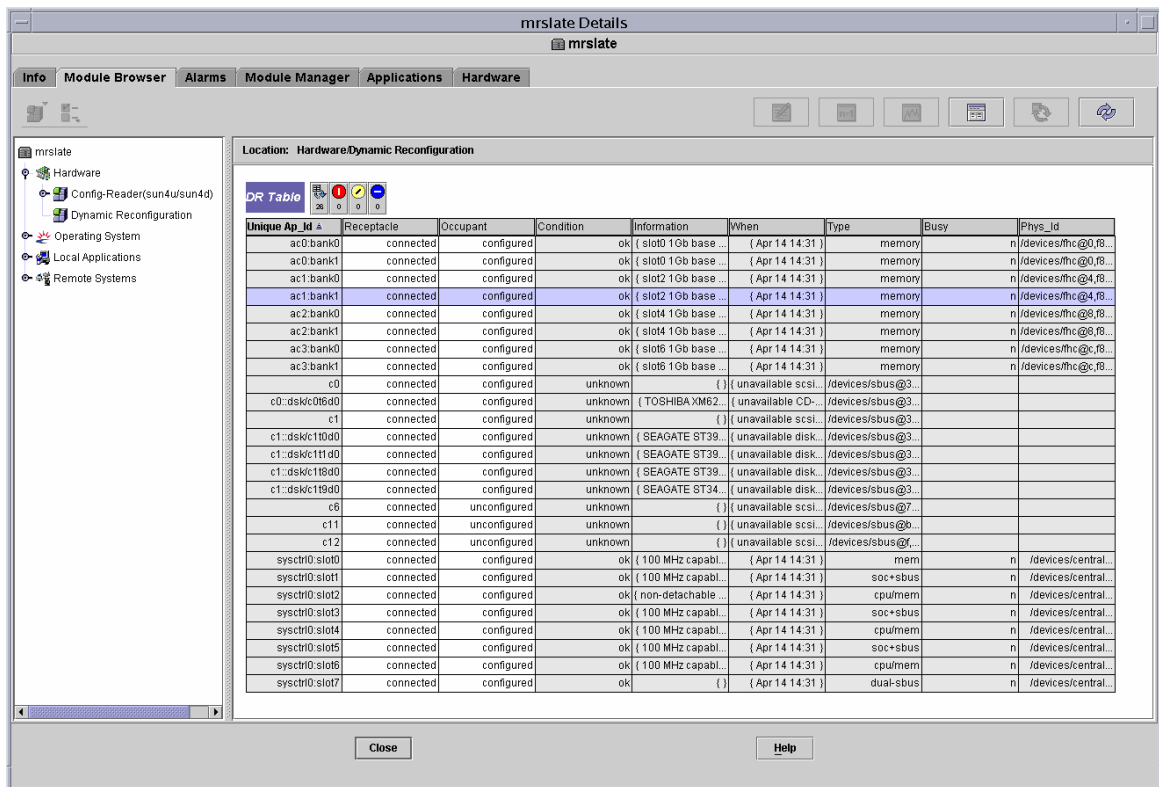 mrslate Details
mrslate
Info Module Browser Alarms Module Manager Applications Hardware
n=1
mrslate
Hardware
Config-Reader(sun4u/sun4d)
Dynamic Reconfiguration
Operating System
Local Applications
Remote Systems
Location: Hardware/Dynamic Reconfiguration
DR Table 26 0 0 0
Unique Ap_Id Receptacle Occupant Condition Information When Type Busy Phys_Id
ac0:bank0 connected configured ok { slot0 1Gb base ... { Apr 14 14:31 } memory n /devices/fhc@0,f8...
ac0:bank1 connected configured ok { slot0 1Gb base ... { Apr 14 14:31 } memory n /devices/fhc@0,f8...
ac1:bank0 connected configured ok { slot2 1Gb base ... { Apr 14 14:31 } memory n /devices/fhc@4,f8...
ac1:bank1 connected configured ok { slot2 1Gb base ... { Apr 14 14:31 } memory n /devices/fhc@4,f8...
ac2:bank0 connected configured ok { slot4 1Gb base ... { Apr 14 14:31 } memory n /devices/fhc@8,f8...
ac2:bank1 connected configured ok { slot4 1Gb base ... { Apr 14 14:31 } memory n /devices/fhc@8,f8...
ac3:bank0 connected configured ok { slot6 1Gb base ... { Apr 14 14:31 } memory n /devices/fhc@c,f8...
ac3:bank1 connected configured ok { slot6 1Gb base ... { Apr 14 14:31 } memory n /devices/fhc@c,f8...
c0 connected configured unknown { } { unavailable scsi... /devices/sbus@3...
c0::dsk/c0t6d0 connected configured unknown { TOSHIBA XM62... { unavailable CD-... /devices/sbus@3...
c1 connected configured unknown { } { unavailable scsi... /devices/sbus@3...
c1::dsk/c1t0d0 connected configured unknown { SEAGATE ST39... { unavailable disk... /devices/sbus@3...
c1::dsk/c1t1d0 connected configured unknown { SEAGATE ST39... { unavailable disk... /devices/sbus@3...
c1::dsk/c1t8d0 connected configured unknown { SEAGATE ST39... { unavailable disk... /devices/sbus@3...
c1::dsk/c1t9d0 connected configured unknown { SEAGATE ST34... { unavailable disk... /devices/sbus@3...
c6 connected unconfigured unknown { } { unavailable scsi... /devices/sbus@7...
c11 connected unconfigured unknown { } { unavailable scsi... /devices/sbus@b...
c12 connected unconfigured unknown { } { unavailable scsi... /devices/sbus@f,...
sysctrl0:slot0 connected configured ok { 100 MHz capabl... { Apr 14 14:31 } mem n /devices/central...
sysctrl0:slot1 connected configured ok { 100 MHz capabl... { Apr 14 14:31 } soc+sbus n /devices/central...
sysctrl0:slot2 connected configured ok { non-detachable ... { Apr 14 14:31 } cpu/mem n /devices/central...
sysctrl0:slot3 connected configured ok { 100 MHz capabl... { Apr 14 14:31 } soc+sbus n /devices/central...
sysctrl0:slot4 connected configured ok { 100 MHz capabl... { Apr 14 14:31 } cpu/mem n /devices/central...
sysctrl0:slot5 connected configured ok { 100 MHz capabl... { Apr 14 14:31 } soc+sbus n /devices/central...
sysctrl0:slot6 connected configured ok { 100 MHz capabl... { Apr 14 14:31 } cpu/mem n /devices/central...
sysctrl0:slot7 connected configured ok { } { Apr 14 14:31 } dual-sbus n /devices/central...
Close Help